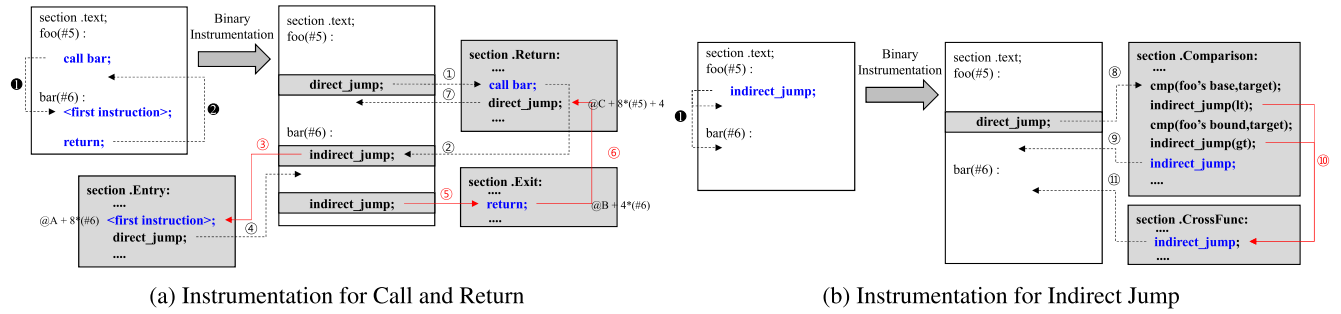 section .text;
foo(#5) :
call bar;
❶
bar(#6) :
<first instruction>;
❷
return;
Binary
Instrumentation
section .text;
foo(#5) :
direct_jump;
①
⑦
bar(#6) :
③
indirect_jump;
②
indirect_jump;
⑤
section .Return:
....
call bar;
direct_jump;
....
@C + 8*(#5) + 4
⑥
section .Exit:
....
return;
....
@B + 4*(#6)
section .Entry:
....
<first instruction>;
direct_jump;
....
@A + 8*(#6)
④
(a) Instrumentation for Call and Return
section .text;
foo(#5) :
indirect_jump;
❶
bar(#6) :
Binary
Instrumentation
section .text;
foo(#5) :
direct_jump;
bar(#6) :
⑧
⑨
⑪
section .Comparison:
....
cmp(foo's base,target);
indirect_jump(lt);
cmp(foo's bound,target);
indirect_jump(gt);
indirect_jump;
....
⑩
section .CrossFunc:
....
indirect_jump;
....
(b) Instrumentation for Indirect Jump